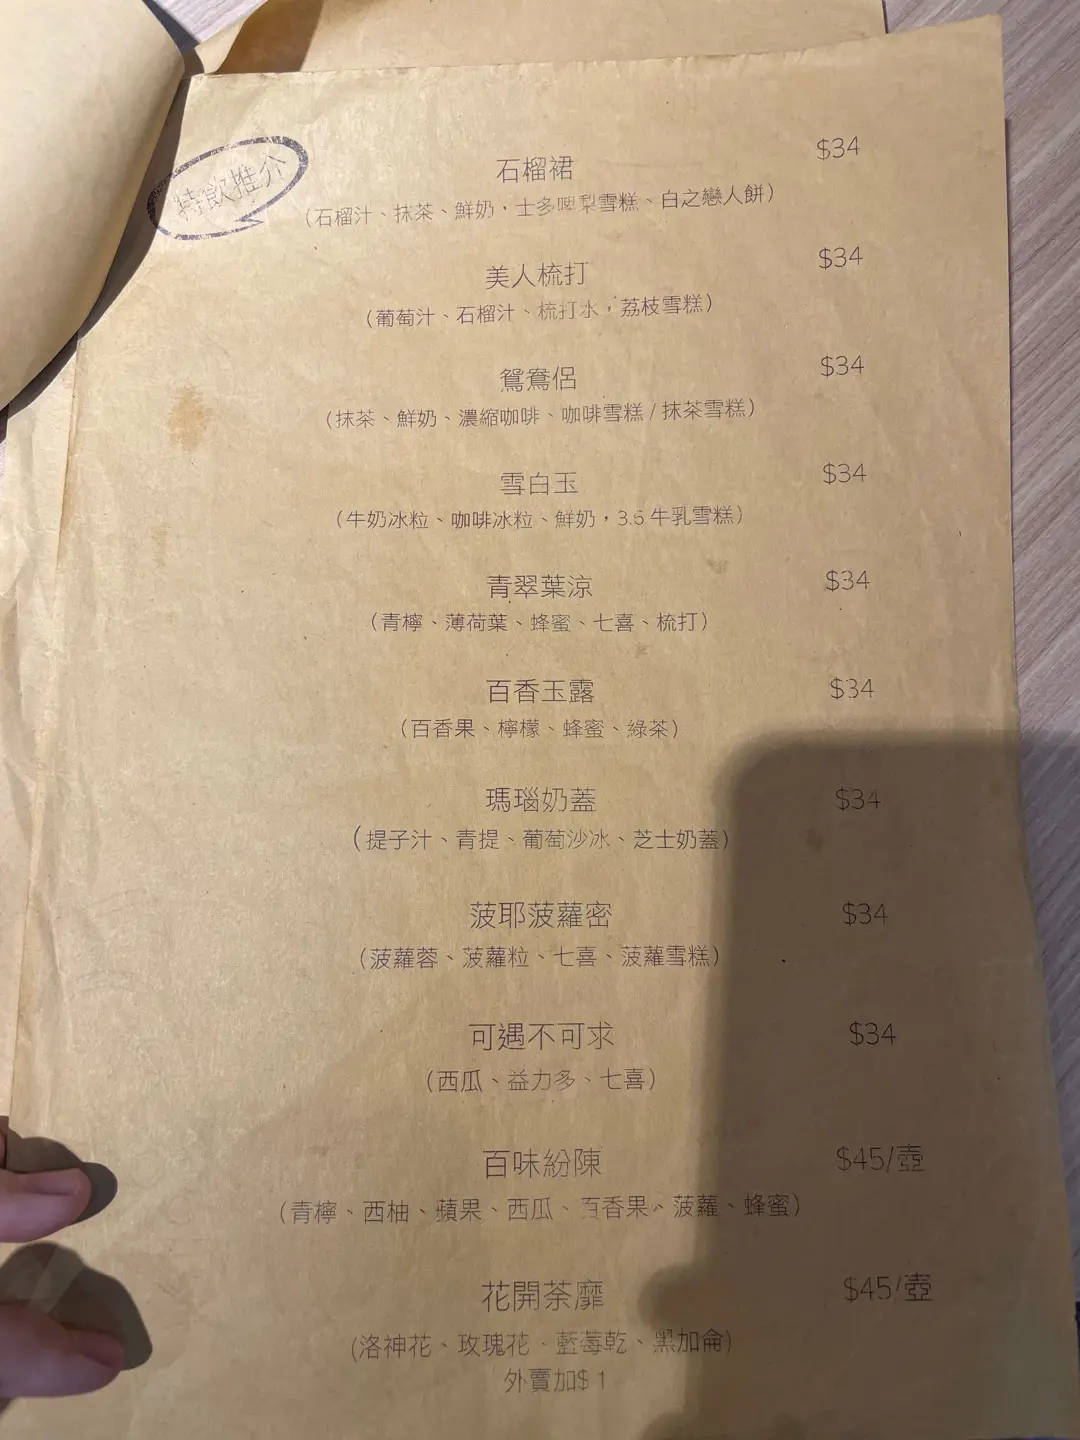 特飲推介
石榴裙 $34
(石榴汁、抹茶、鮮奶,士多啤梨雪糕、白之戀人餅)
美人梳打 $34
(葡萄汁、石榴汁、梳打水,荔枝雪糕)
鴛鴦侶 $34
(抹茶、鮮奶、濃縮咖啡、咖啡雪糕 / 抹茶雪糕)
雪白玉 $34
(牛奶冰粒、咖啡冰粒、鮮奶,3.6 牛乳雪糕)
青翠葉涼 $34
(青檸、薄荷葉、蜂蜜、七喜、梳打)
百香玉露 $34
(百香果、檸檬、蜂蜜、綠茶)
瑪瑙奶蓋 $34
(提子汁、青提、葡萄沙冰、芝士奶蓋)
菠耶菠蘿密 $34
(菠蘿蓉、菠蘿粒、七喜、菠蘿雪糕)
可遇不可求 $34
(西瓜、益力多、七喜)
百味紛陳 $45/壺
(青檸、西柚、蘋果、西瓜、百香果、菠蘿、蜂蜜)
花開荼靡 $45/壺
(洛神花、玫瑰花、藍莓乾、黑加侖)
外賣加$ 1